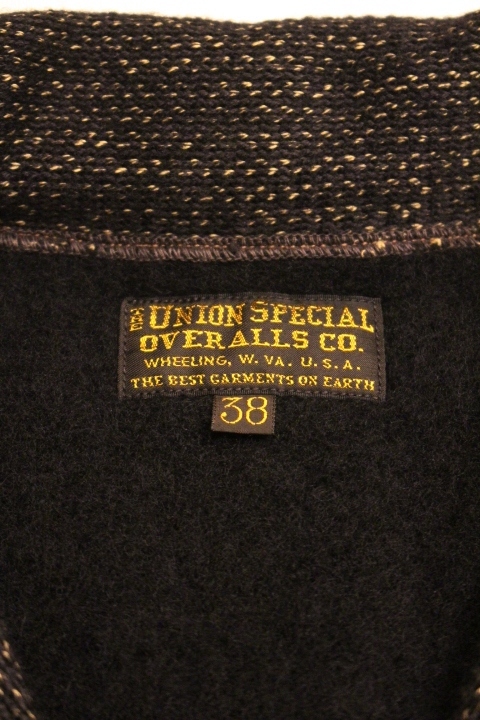 THE UNION SPECIAL
OVERALLS CO.
WHEELING, W. VA. U. S. A.
THE BEST GARMENTS ON EARTH
38